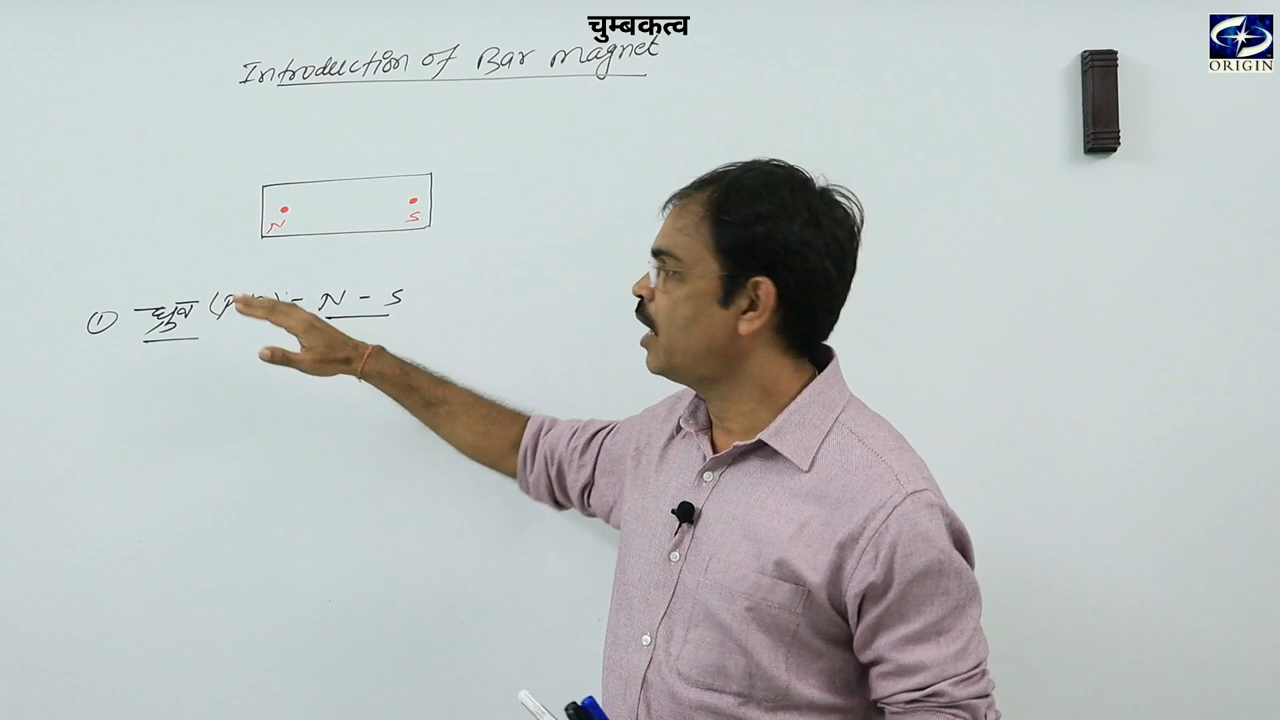 चुम्बकत्व
Introduction of Bar Magnet
ORIGIN
N S
① ध्रुव - N - S